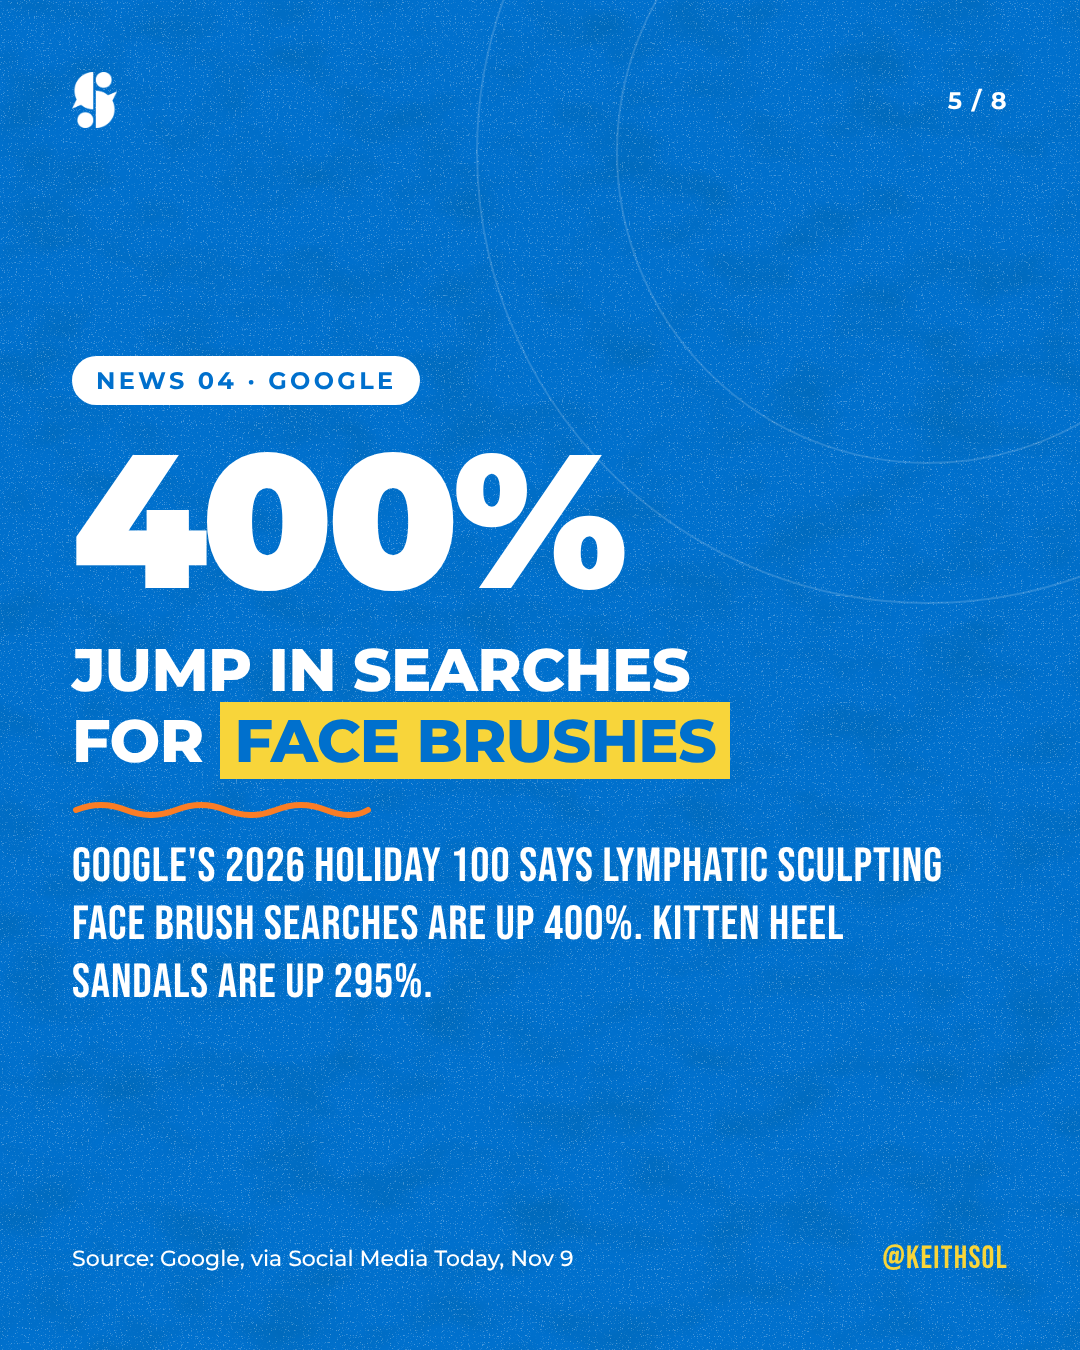 5 / 8
NEWS 04 · GOOGLE
400%
JUMP IN SEARCHES
FOR FACE BRUSHES
GOOGLE'S 2026 HOLIDAY 100 SAYS LYMPHATIC SCULPTING
FACE BRUSH SEARCHES ARE UP 400%. KITTEN HEEL
SANDALS ARE UP 295%.
Source: Google, via Social Media Today, Nov 9
@KEITHSOL